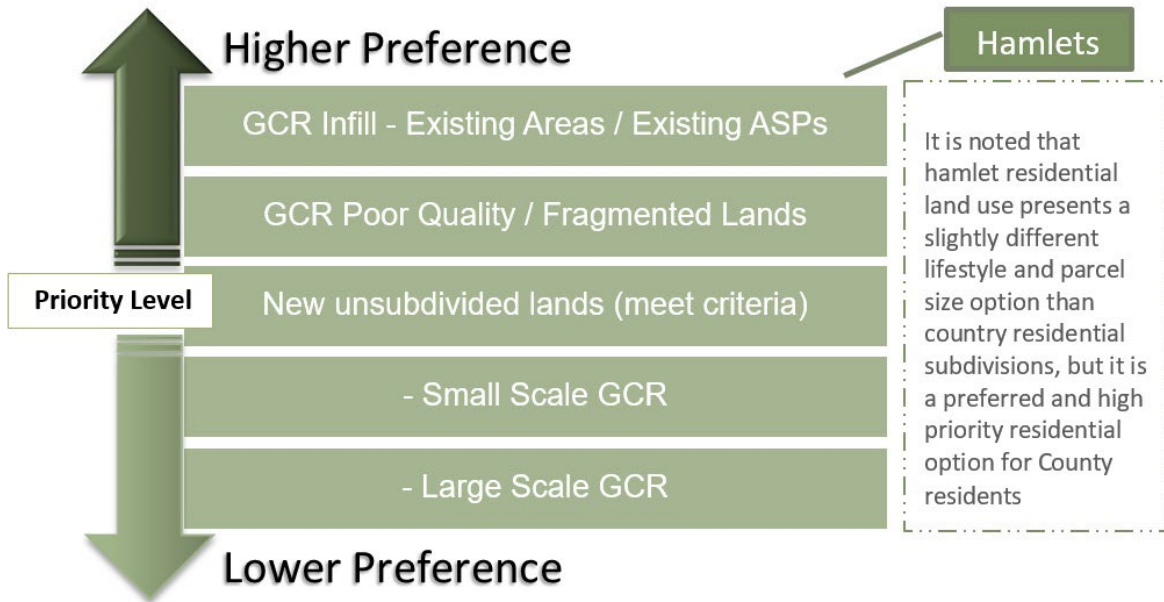 Higher Preference
Hamlets
GCR Infill - Existing Areas / Existing ASPs
GCR Poor Quality / Fragmented Lands
Priority Level
New unsubdivided lands (meet criteria)
- Small Scale GCR
- Large Scale GCR
Lower Preference
It is noted that
hamlet residential
land use presents a
slightly different
lifestyle and parcel
size option than
country residential
subdivisions, but it is
a preferred and high
priority residential
option for County
residents